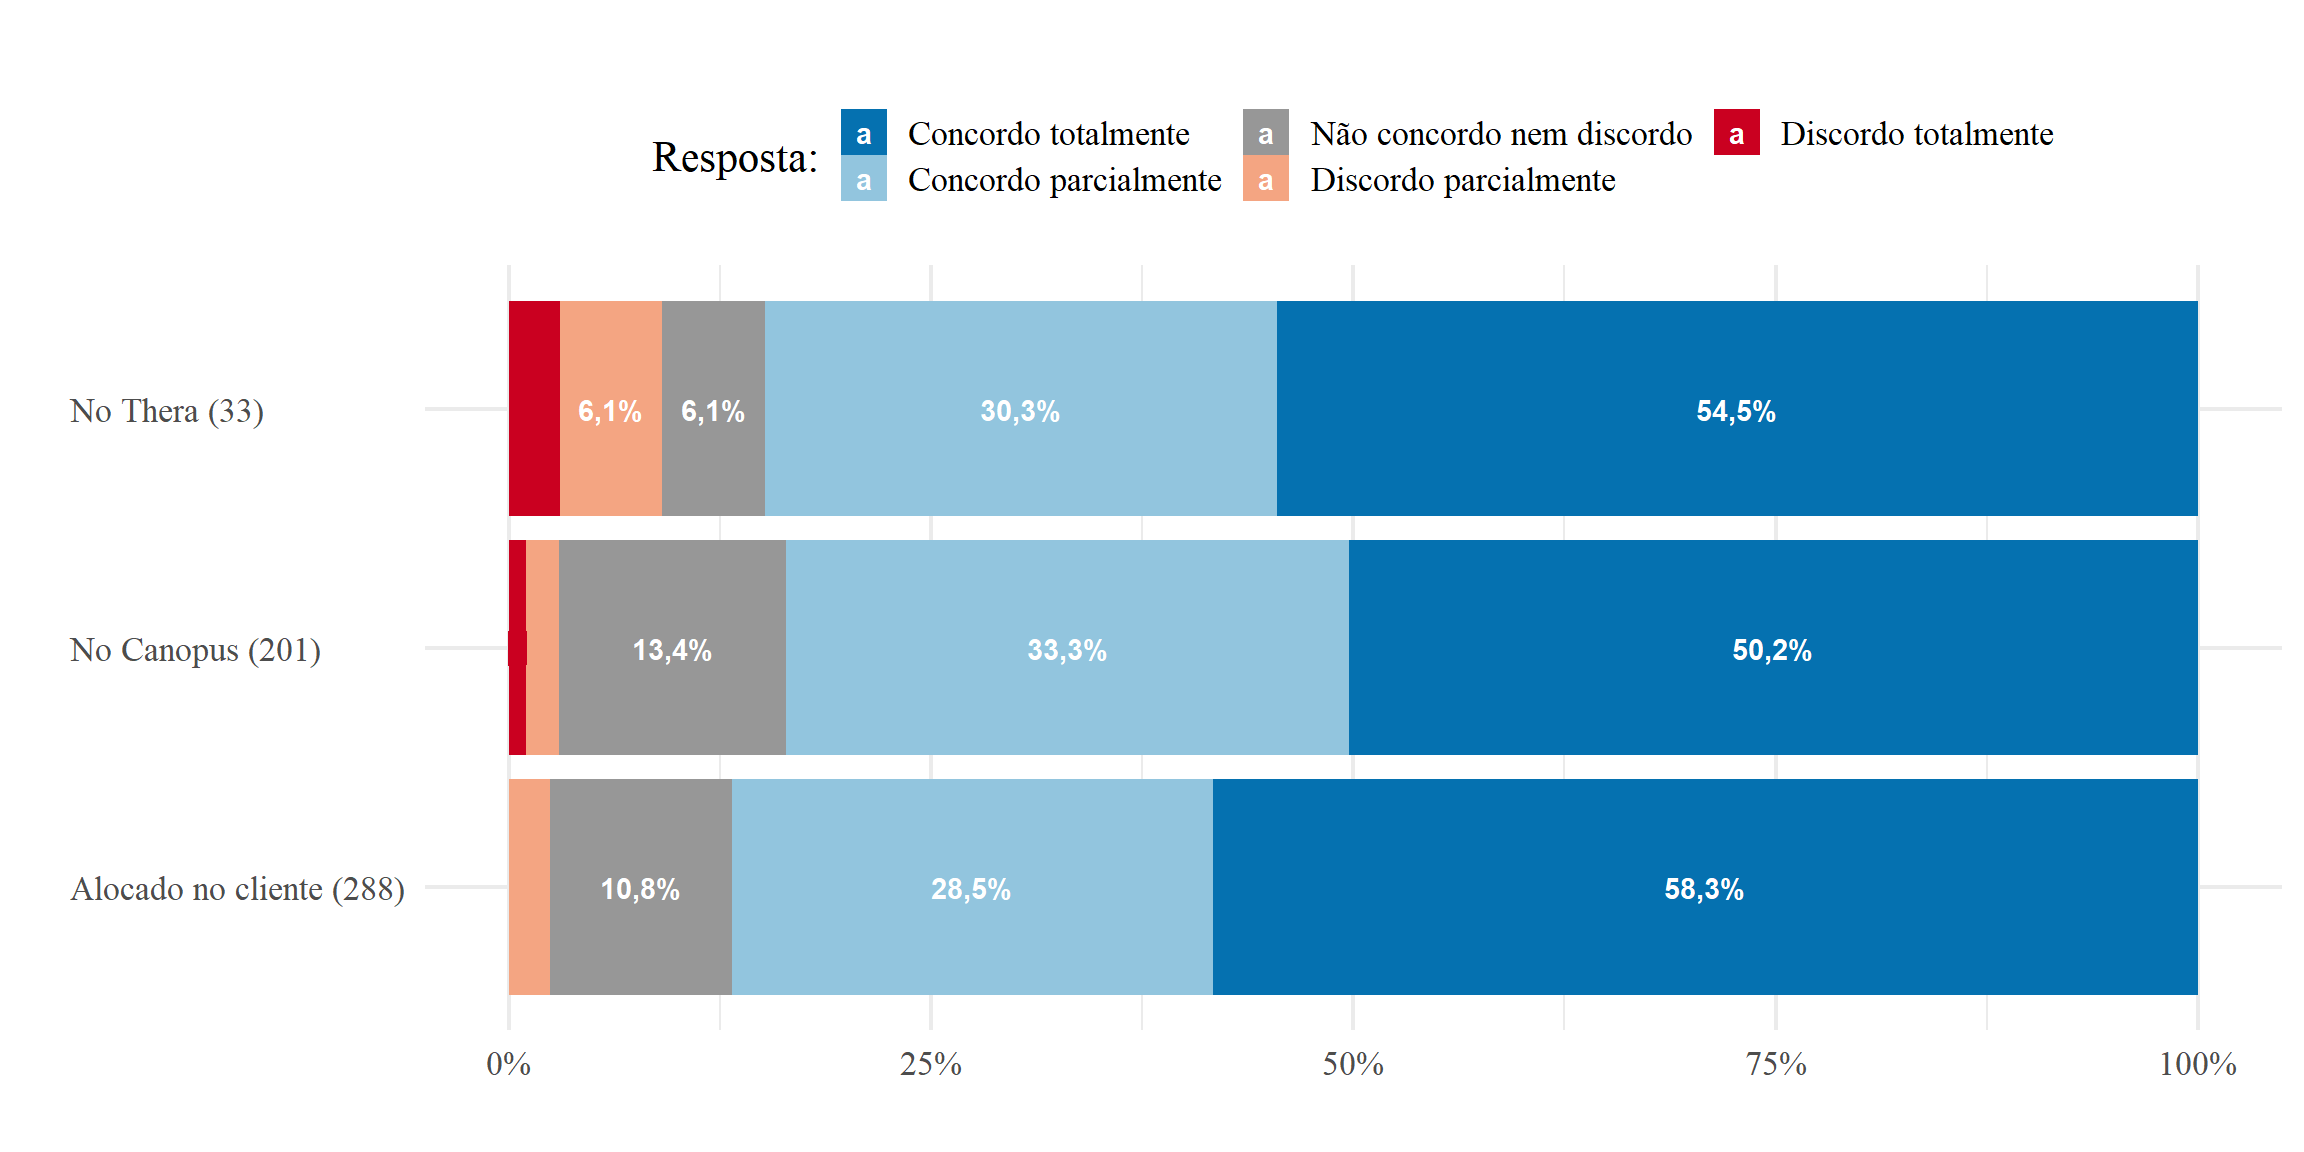 Resposta:
a Concordo totalmente a Não concordo nem discordo a Discordo totalmente
a Concordo parcialmente a Discordo parcialmente
No Thera (33) 6,1% 6,1% 30,3% 54,5%
No Canopus (201) 13,4% 33,3% 50,2%
Alocado no cliente (288) 10,8% 28,5% 58,3%
0% 25% 50% 75% 100%